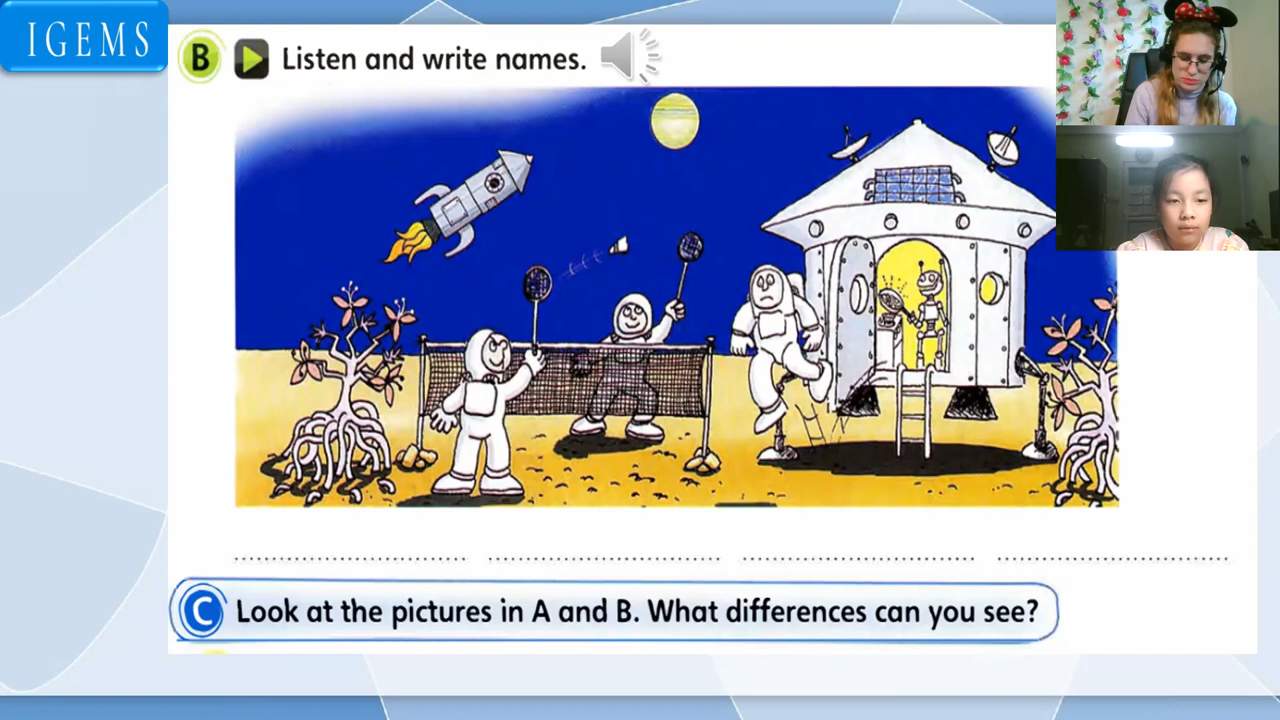 IGEMS
B Listen and write names.
C Look at the pictures in A and B. What differences can you see?